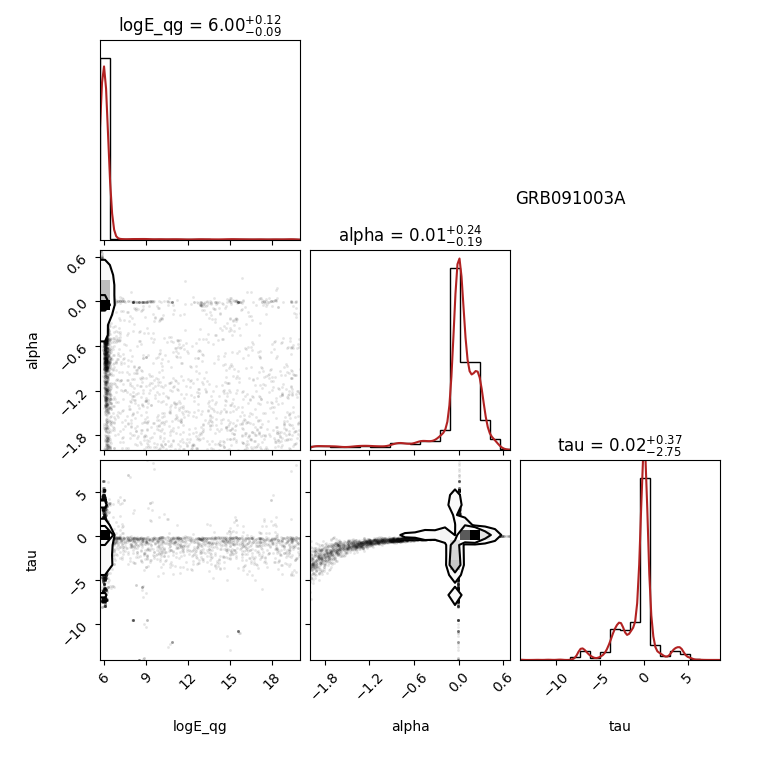 logE_qg = 6.00+0.12 −0.09
GRB091003A
alpha = 0.01+0.24 −0.19
0.6
0.0
−0.6
−1.2
−1.8
alpha
tau = 0.02+0.37 −2.75
5
0
−5
−10
tau
6 9 12 15 18
−1.8 −1.2 −0.6 0.0 0.6
−10 −5 0 5
logE_qg alpha tau